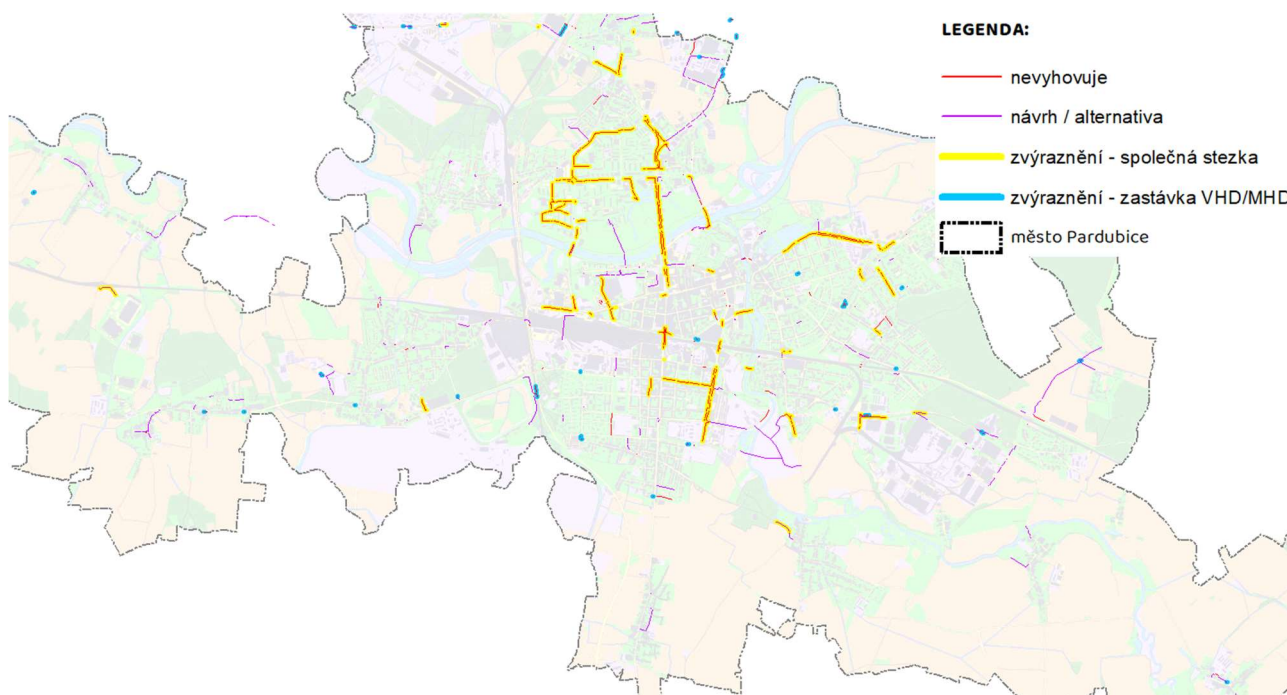 LEGENDA:
nevyhovuje
návrh / alternativa
zvýraznění - společná stezka
zvýraznění - zastávka VHD/MHD
město Pardubice